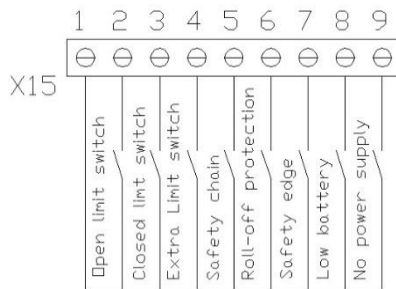 1 2 3 4 5 6 7 8 9
X15
Open limit switch
Closed limt switch
Extra Limit switch
Safety chain
Roll-off protection
Safety edge
Low battery
No power supply